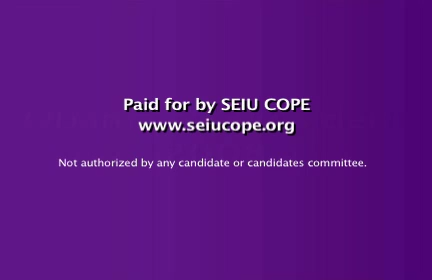 Paid for by SEIU COPE
www.seiucope.org
Not authorized by any candidate or candidates committee.